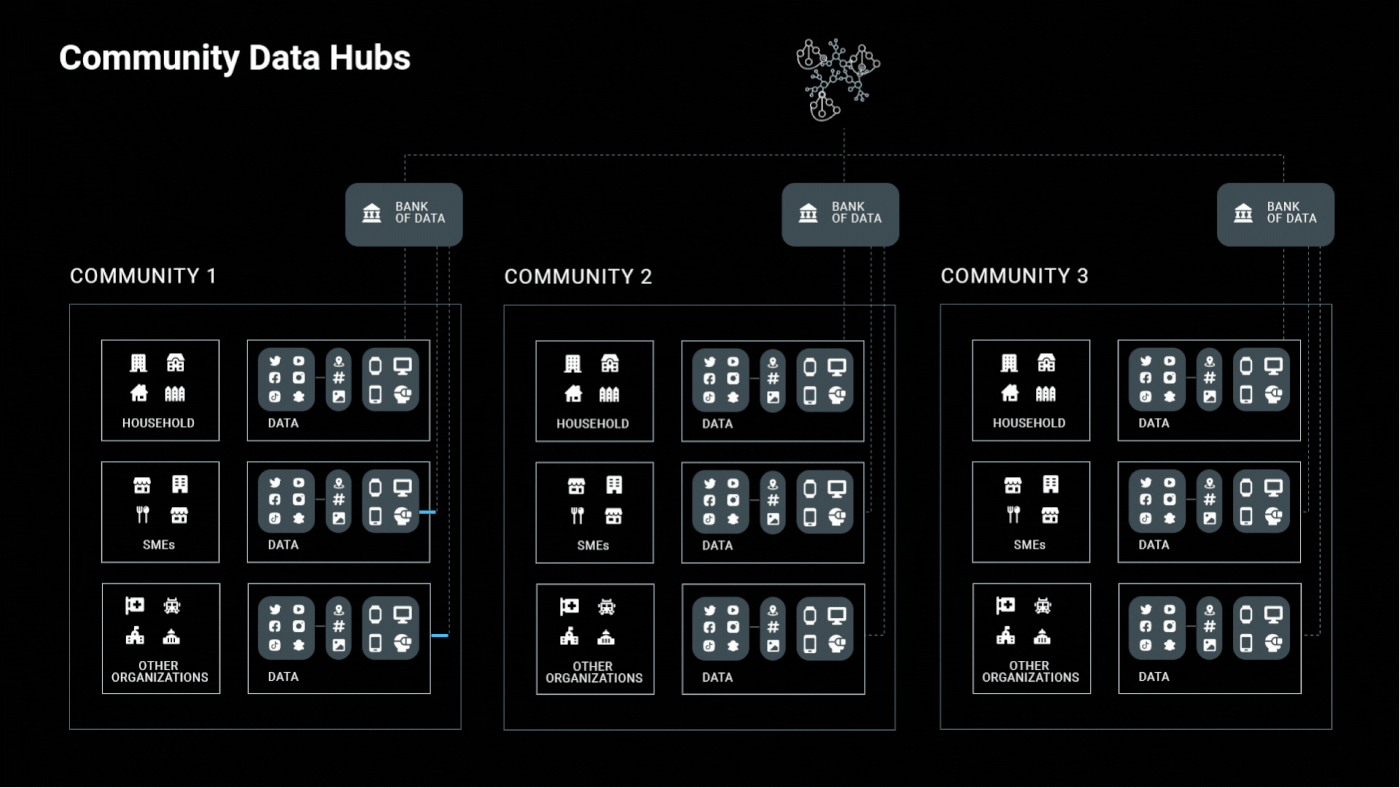 Community Data Hubs
BANK
OF DATA
BANK
OF DATA
BANK
OF DATA
COMMUNITY 1
HOUSEHOLD
DATA
SMEs
DATA
OTHER
ORGANIZATIONS
DATA
COMMUNITY 2
HOUSEHOLD
DATA
SMEs
DATA
OTHER
ORGANIZATIONS
DATA
COMMUNITY 3
HOUSEHOLD
DATA
SMEs
DATA
OTHER
ORGANIZATIONS
DATA